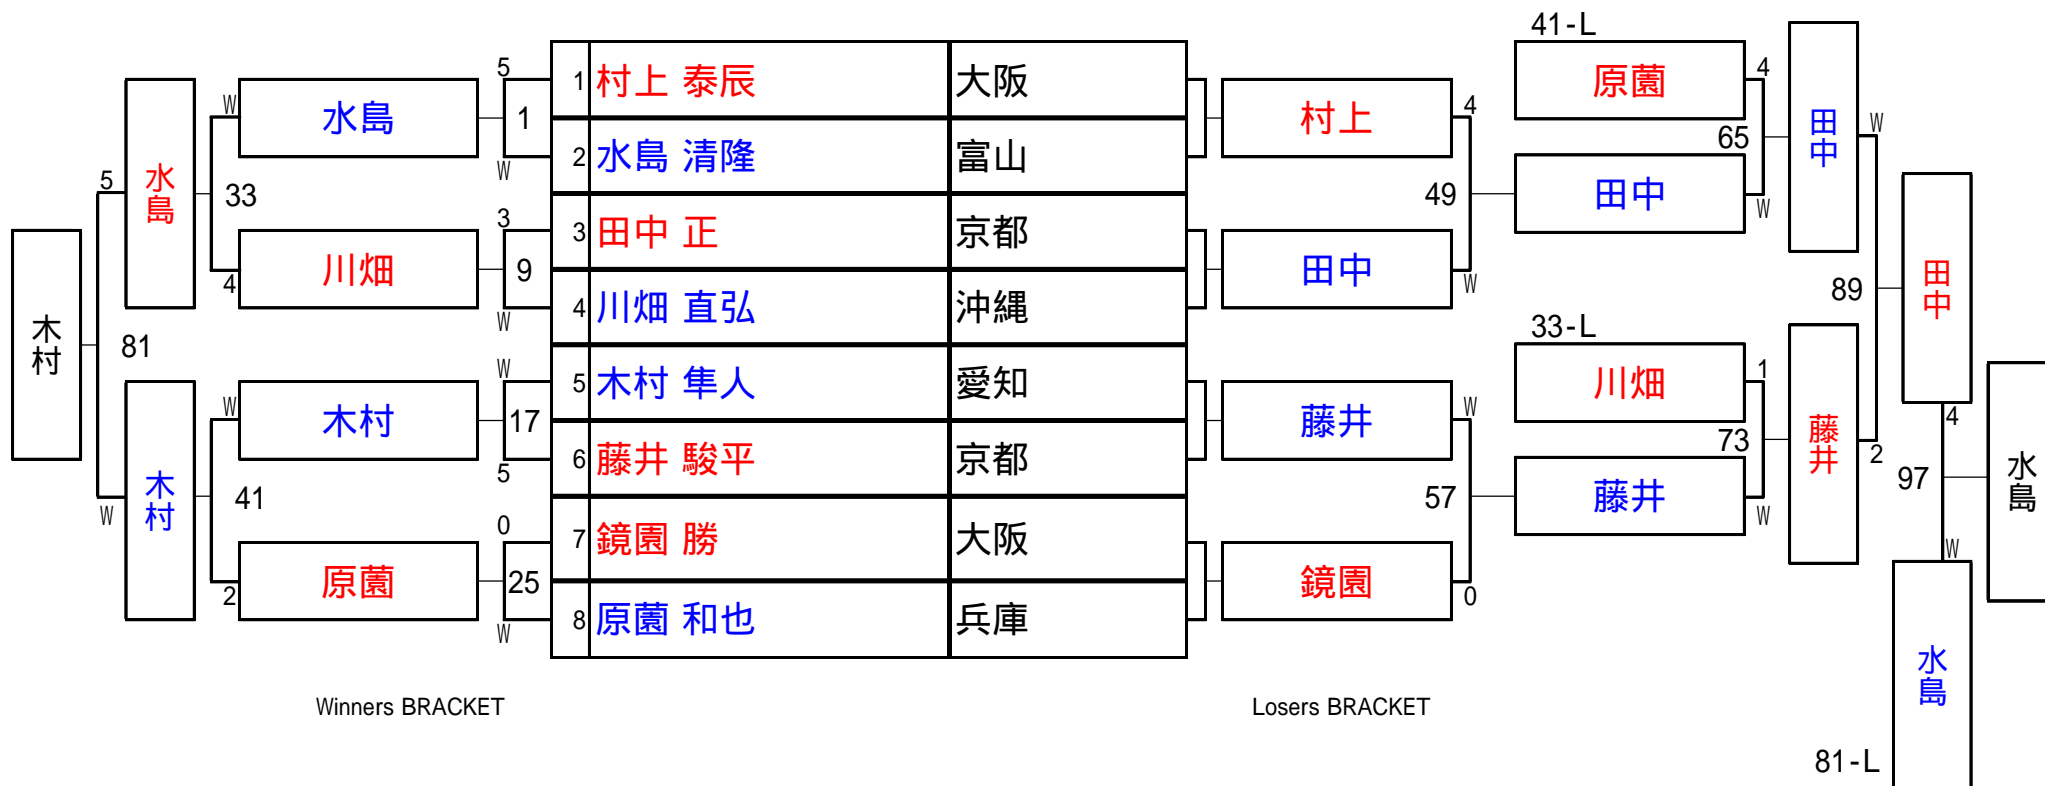 41-L
5
1 村上 泰辰 大阪
4
W 水島 1
原薗
村上 4
田中 W
2 水島 清隆 富山
65
5 水島 W
33
49
田中
3
3 田中 正 京都
W
川畑 9
田中
田中
4
W
89
木村
81
4 川畑 直弘 沖縄
W
33-L
W
5 木村 隼人 愛知
川畑 1
W 木村 17
藤井 W
73
藤井
4
5
6 藤井 駿平 京都
2
木村
41
57
藤井
97
水島
W
0
7 鏡園 勝 大阪
W
W
原薗 25
鏡園
2
0
W
8 原薗 和也 兵庫
水島
Winners BRACKET
Losers BRACKET
81-L